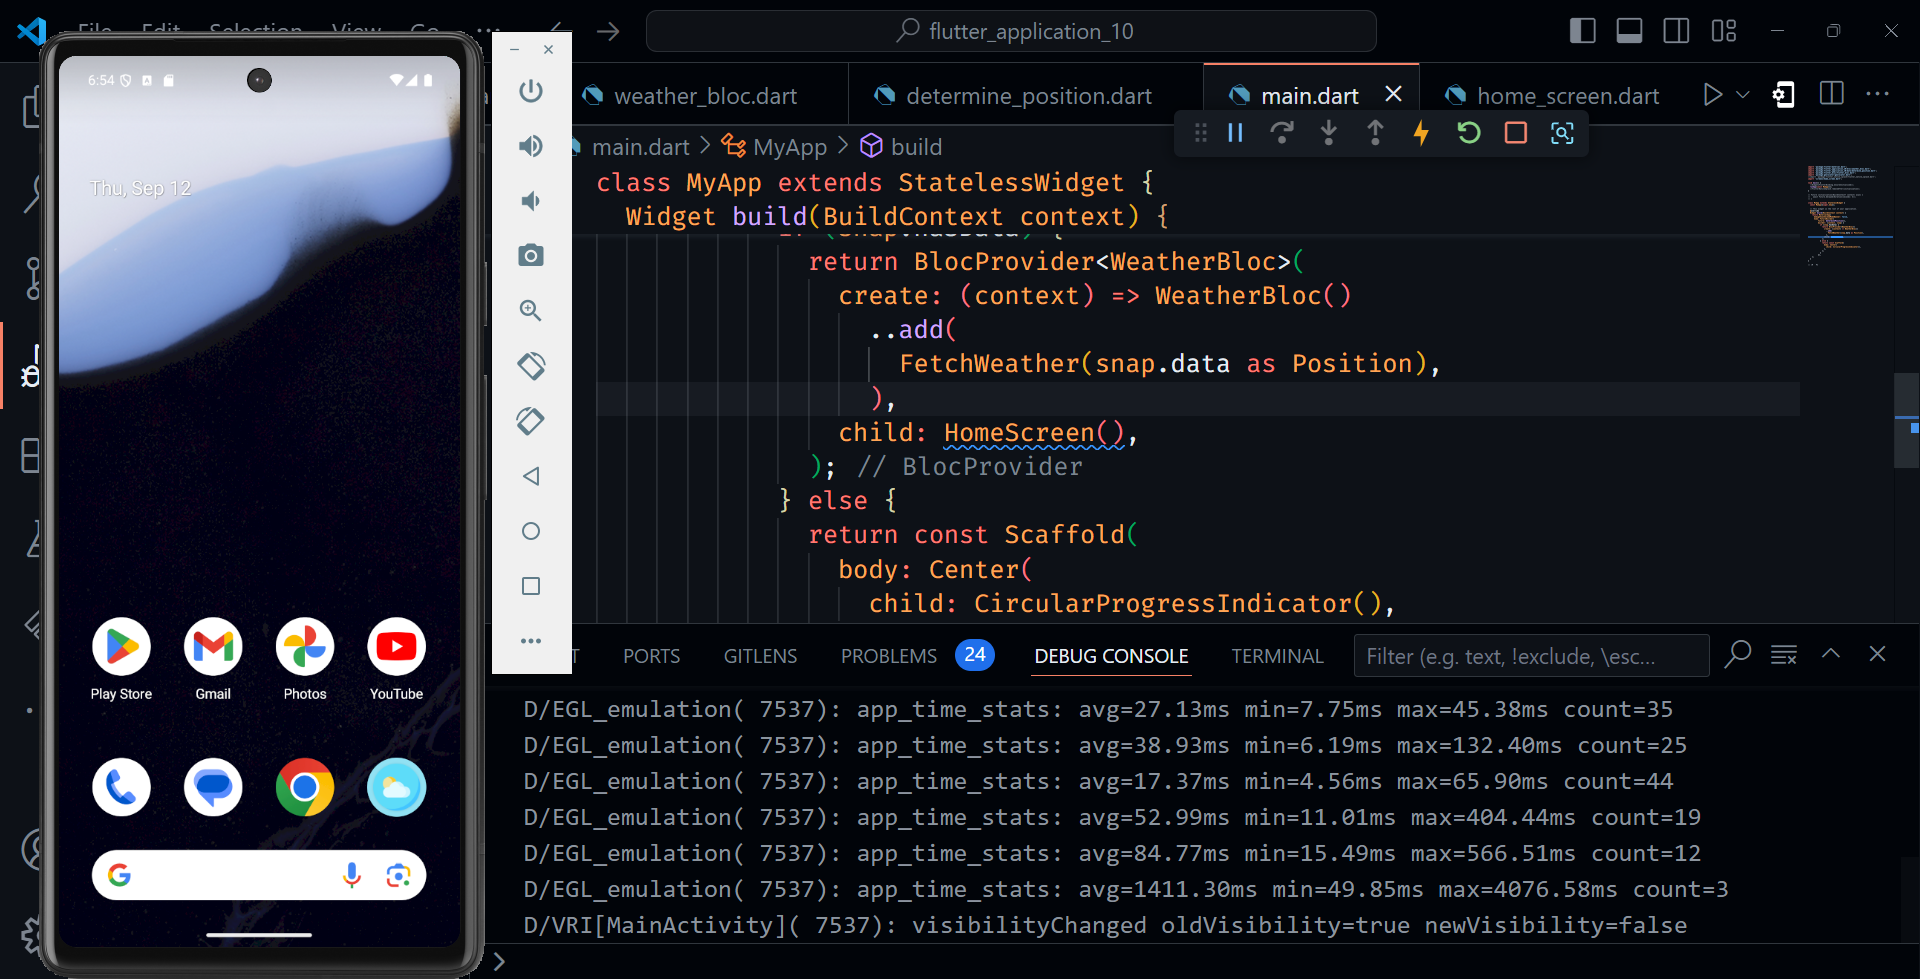 flutter_application_10
6:54
Thu, Sep 12
Play Store
Gmail
Photos
YouTube
weather_bloc.dart
determine_position.dart
main.dart
home_screen.dart
main.dart
MyApp
build
class MyApp extends StatelessWidget {
Widget build(BuildContext context) {
return BlocProvider<WeatherBloc>(
create: (context) => WeatherBloc()
..add(
FetchWeather(snap.data as Position),
),
child: HomeScreen(),
); // BlocProvider
} else {
return const Scaffold(
body: Center(
child: CircularProgressIndicator(),
PORTS
GITLENS
PROBLEMS
24
DEBUG CONSOLE
TERMINAL
Filter (e.g. text, !exclude, \esc...
D/EGL_emulation( 7537): app_time_stats: avg=27.13ms min=7.75ms max=45.38ms count=35
D/EGL_emulation( 7537): app_time_stats: avg=38.93ms min=6.19ms max=132.40ms count=25
D/EGL_emulation( 7537): app_time_stats: avg=17.37ms min=4.56ms max=65.90ms count=44
D/EGL_emulation( 7537): app_time_stats: avg=52.99ms min=11.01ms max=404.44ms count=19
D/EGL_emulation( 7537): app_time_stats: avg=84.77ms min=15.49ms max=566.51ms count=12
D/EGL_emulation( 7537): app_time_stats: avg=1411.30ms min=49.85ms max=4076.58ms count=3
D/VRI[MainActivity]( 7537): visibilityChanged oldVisibility=true newVisibility=false